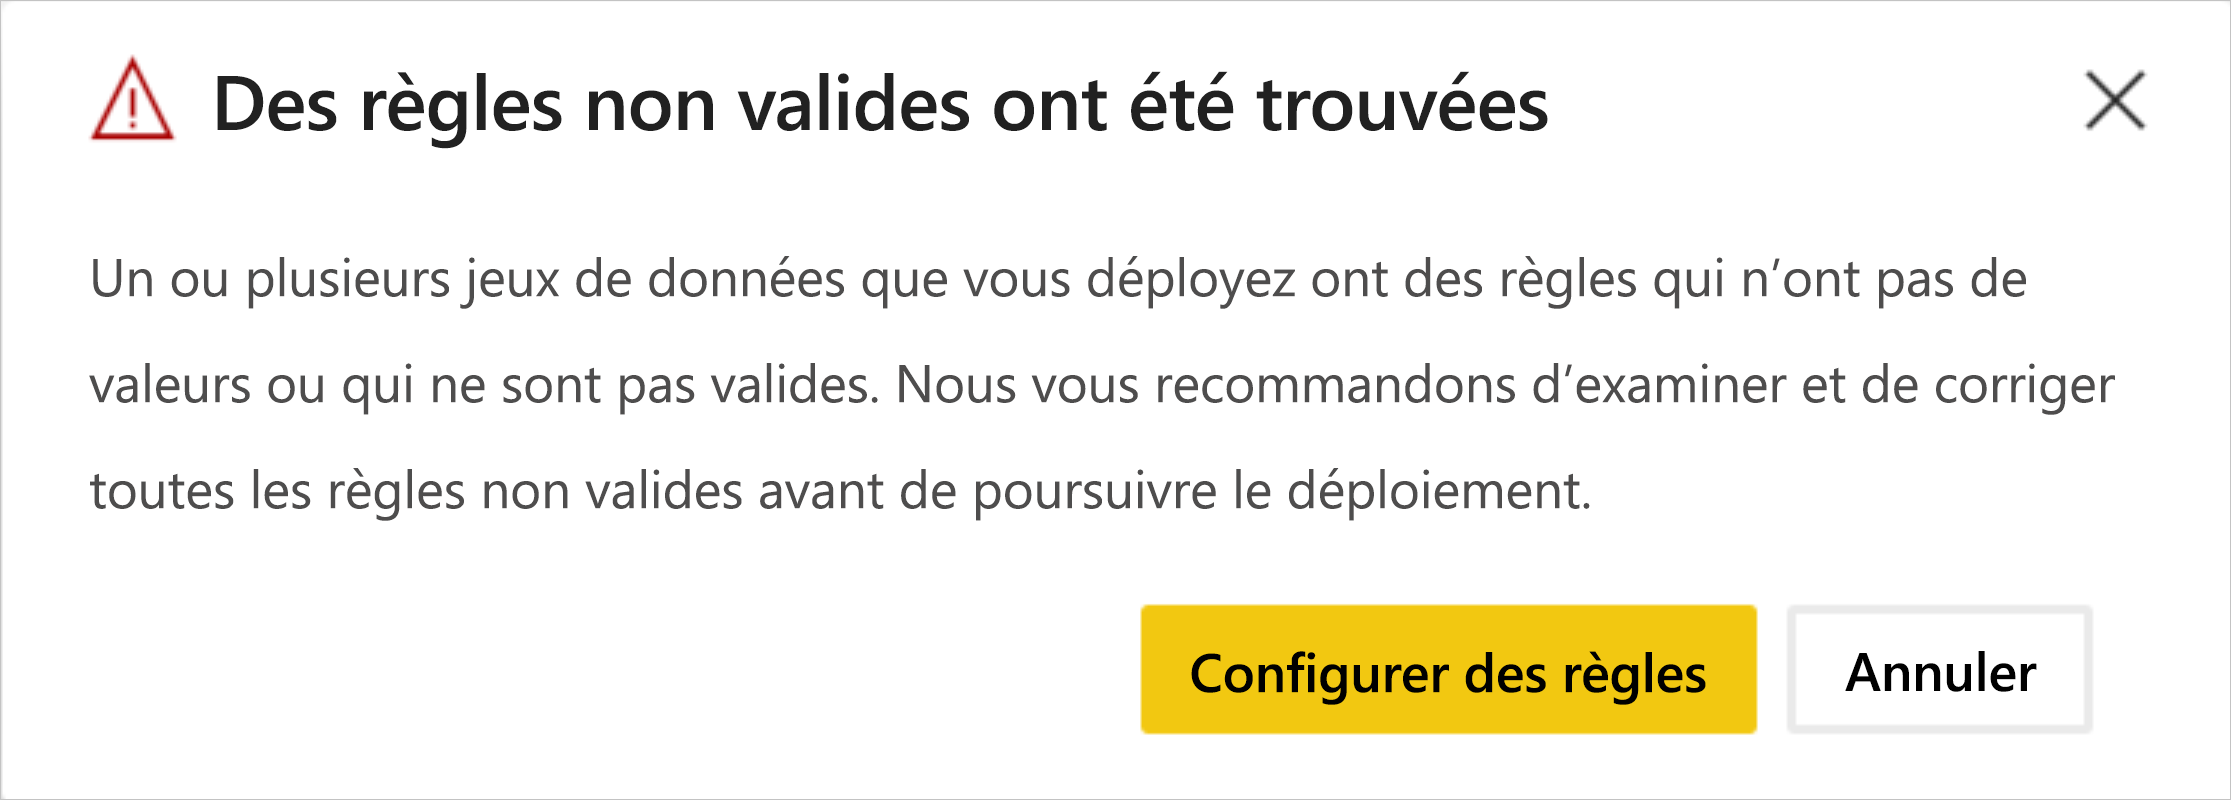 Des règles non valides ont été trouvées
Un ou plusieurs jeux de données que vous déployez ont des règles qui n’ont pas de
valeurs ou qui ne sont pas valides. Nous vous recommandons d’examiner et de corriger
toutes les règles non valides avant de poursuivre le déploiement.
Configurer des règles
Annuler